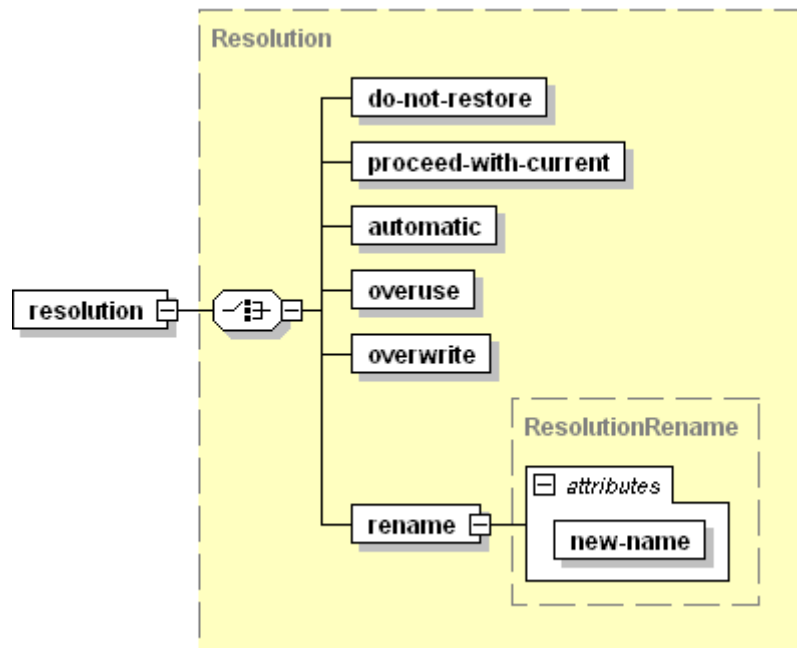 Resolution
do-not-restore
proceed-with-current
automatic
overuse
resolution
overwrite
ResolutionRename
attributes
rename
new-name